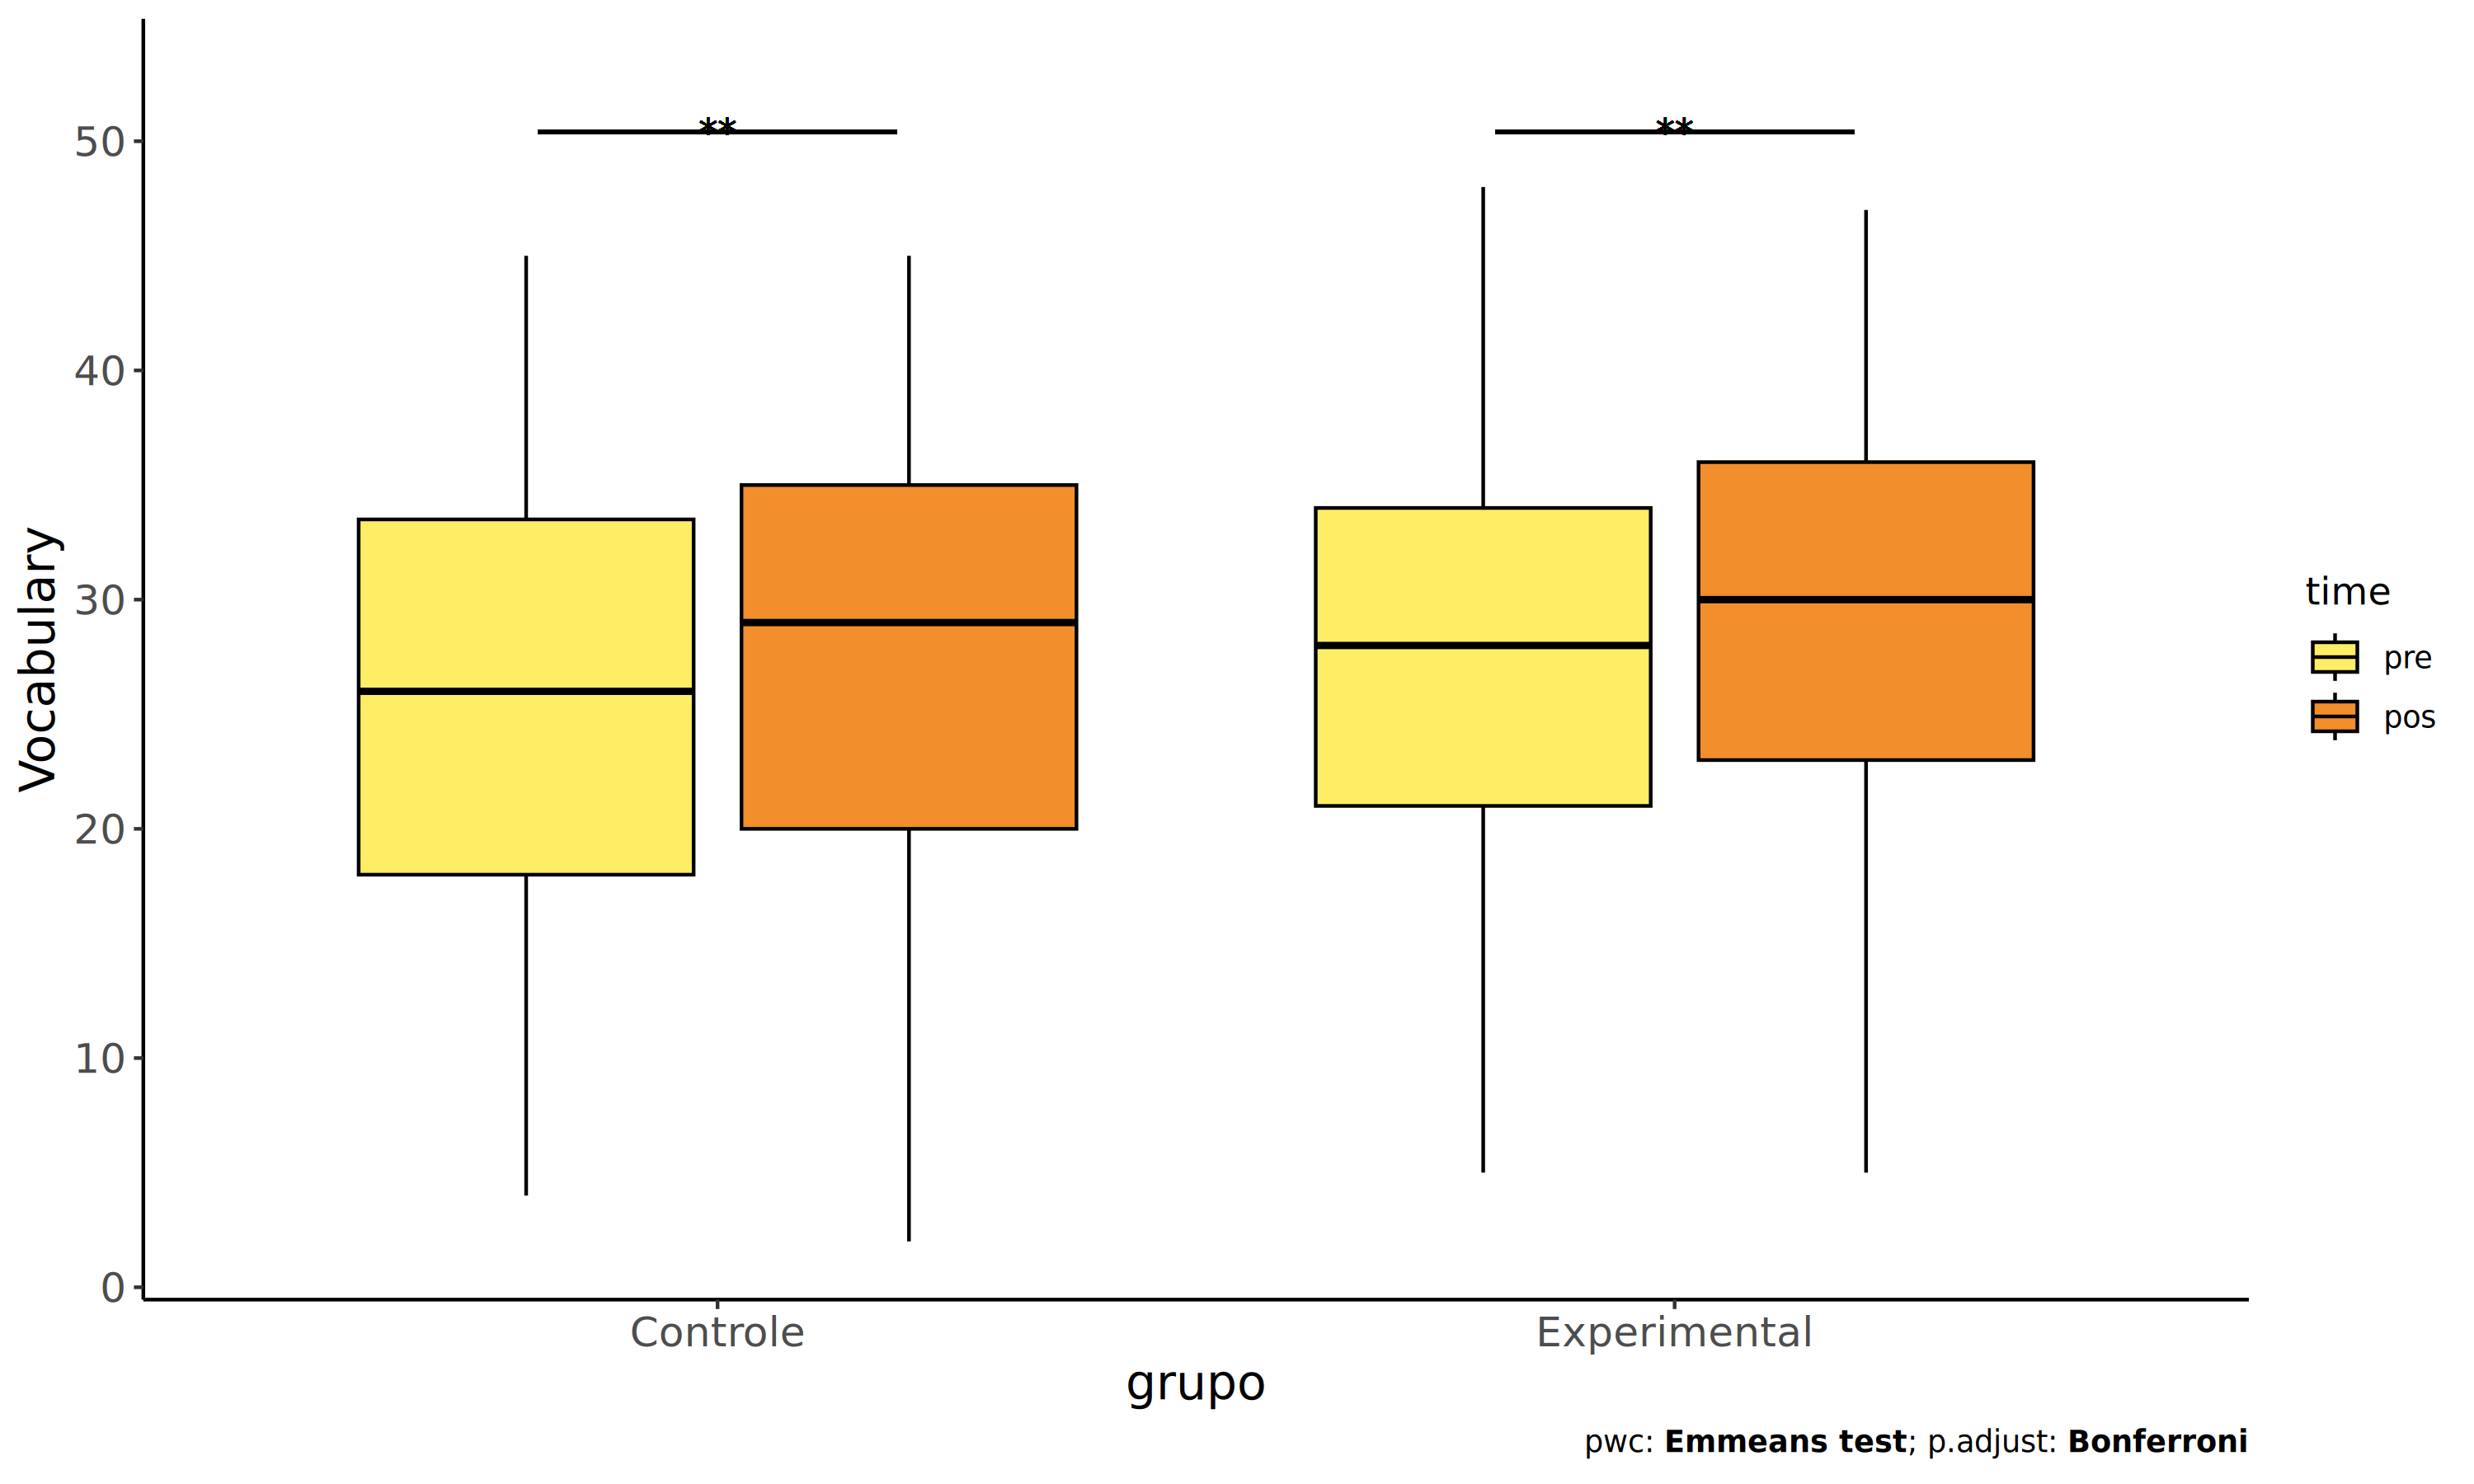 ** **
50
40
30
20
10
0
Vocabulary
Controle Experimental
grupo
time
pre
pos
pwc: Emmeans test; p.adjust: Bonferroni